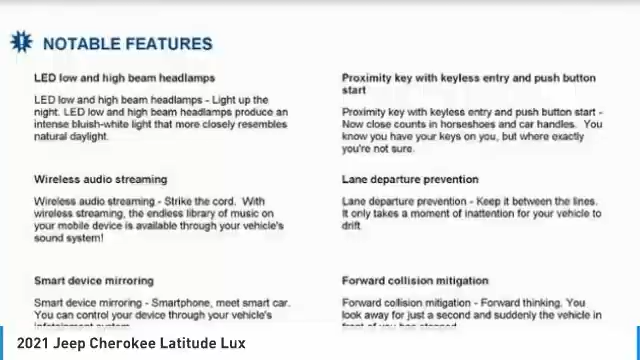 NOTABLE FEATURES
LED low and high beam headlamps
LED low and high beam headlamps - Light up the
night. LED low and high beam headlamps produce an
intense bluish-white light that more closely resembles
natural daylight.
Proximity key with keyless entry and push button
start
Proximity key with keyless entry and push button start -
Now close counts in horseshoes and car handles. You
know you have your keys on you, but where exactly
you're not sure.
Wireless audio streaming
Wireless audio streaming - Strike the cord. With
wireless streaming, the endless library of music on
your mobile device is available through your vehicle's
sound system!
Lane departure prevention
Lane departure prevention - Keep it between the lines.
It only takes a moment of inattention for your vehicle to
drift
Smart device mirroring
Smart device mirroring - Smartphone, meet smart car.
You can control your device through your vehicle's
infotainment system
Forward collision mitigation
Forward collision mitigation - Forward thinking. You
look away for just a second and suddenly the vehicle in
front of you has stopped
2021 Jeep Cherokee Latitude Lux